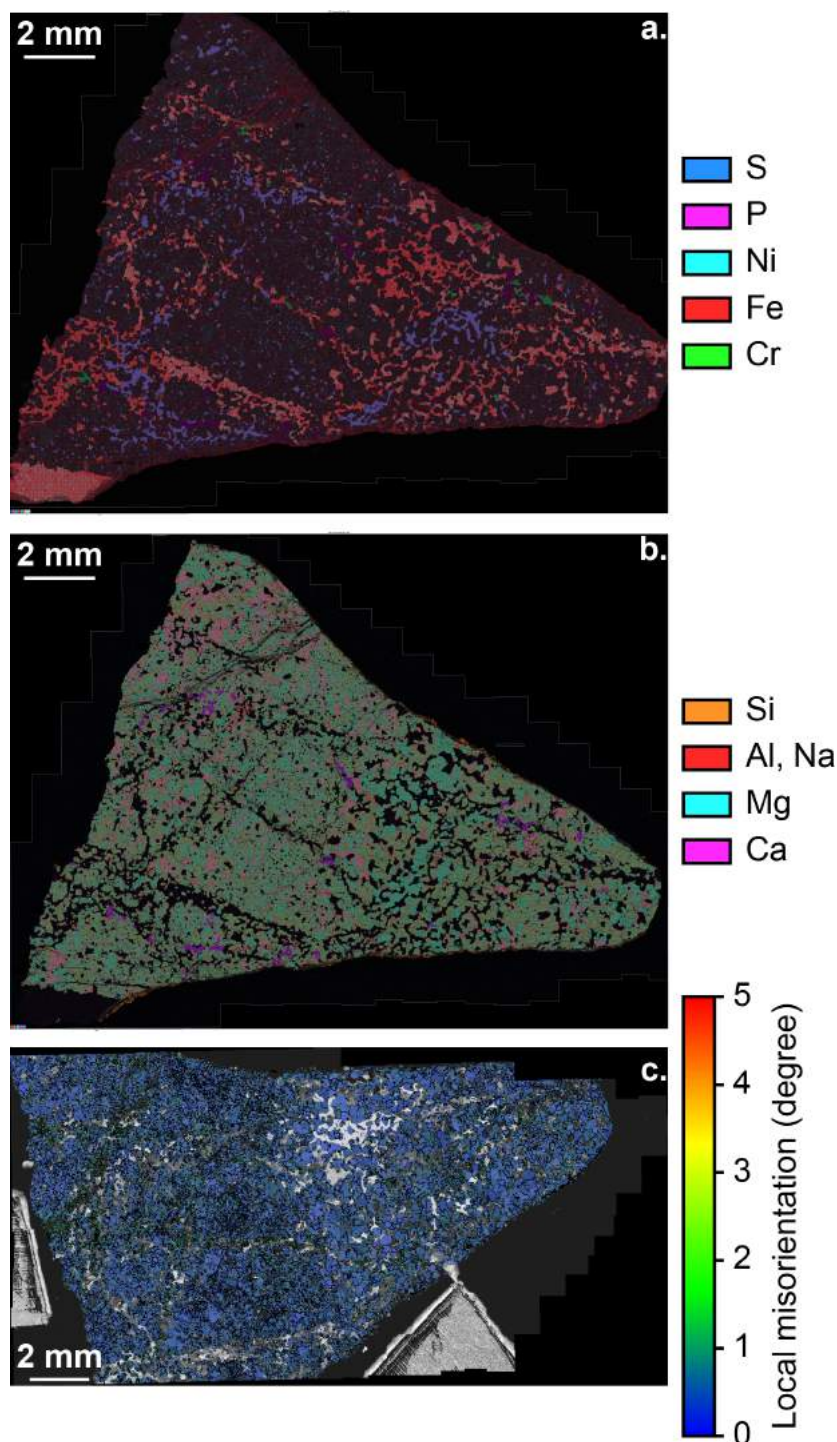 2 mm
a.
S
P
Ni
Fe
Cr
2 mm
b.
Si
Al, Na
Mg
Ca
2 mm
c.
5
4
3
2
1
0
Local misorientation (degree)